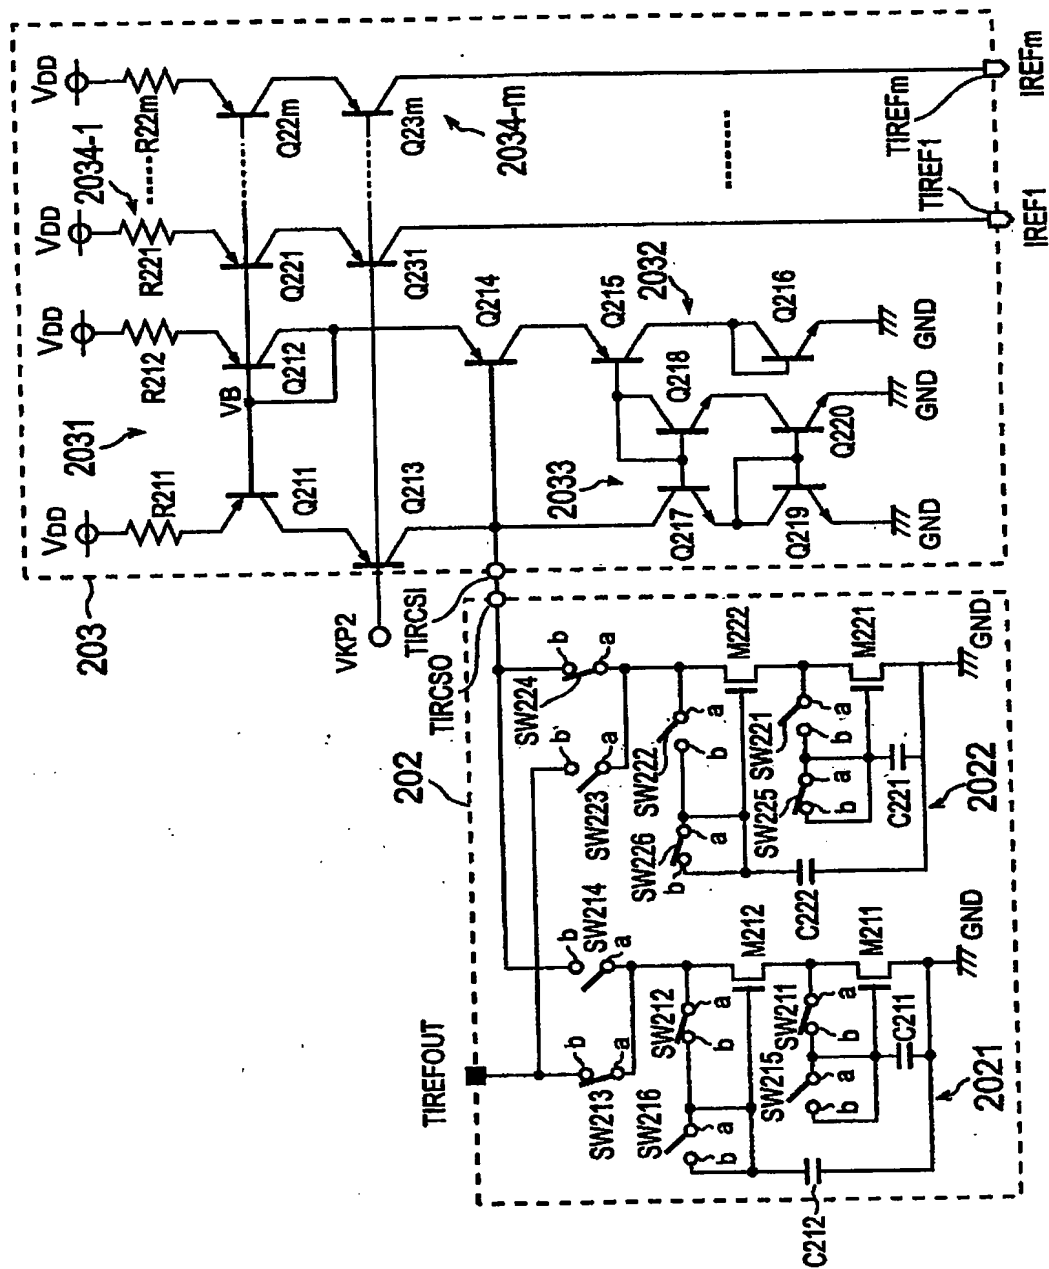 VDD
VDD
VDD
VDD
2034-1
R211
R212
R221
R22m
2031
VB
Q211
Q212
Q221
Q22m
203
VKP2
Q213
Q231
Q23m
2034-m
TIRCSI
TIRCSO
Q214
Q215
2032
Q216
Q218
2033
Q217
Q219
Q220
GND
GND
GND
TIREF1
TIREFm
IREF1
IREFm
202
TIREFOUT
b
a
SW213
b
a
SW214
b
a
SW223
b
a
SW224
SW216
a
b
SW212
a
b
M212
SW215
a
b
SW211
a
b
M211
C211
C212
2021
GND
SW226
a
b
SW222
a
b
M222
SW225
a
b
SW221
a
b
M221
C221
C222
2022
GND